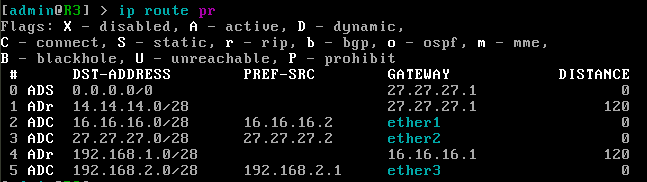 [admin@R3] > ip route pr
Flags: X - disabled, A - active, D - dynamic,
C - connect, S - static, r - rip, b - bgp, o - ospf, m - mme,
B - blackhole, U - unreachable, P - prohibit
# DST-ADDRESS PREF-SRC GATEWAY DISTANCE
0 ADS 0.0.0.0/0 27.27.27.1 0
1 ADr 14.14.14.0/28 27.27.27.1 120
2 ADC 16.16.16.0/28 16.16.16.2 ether1 0
3 ADC 27.27.27.0/28 27.27.27.2 ether2 0
4 ADr 192.168.1.0/28 16.16.16.1 120
5 ADC 192.168.2.0/28 192.168.2.1 ether3 0